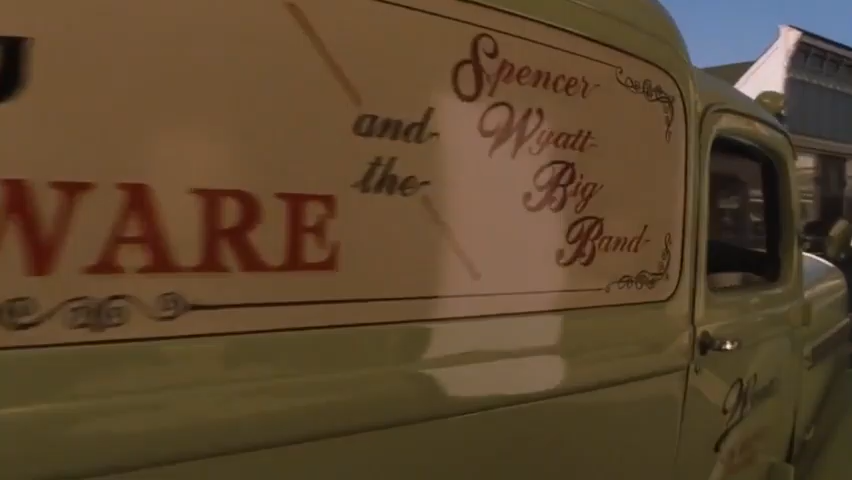 WARE
and
the
Spencer
Wyatt
Big
Band